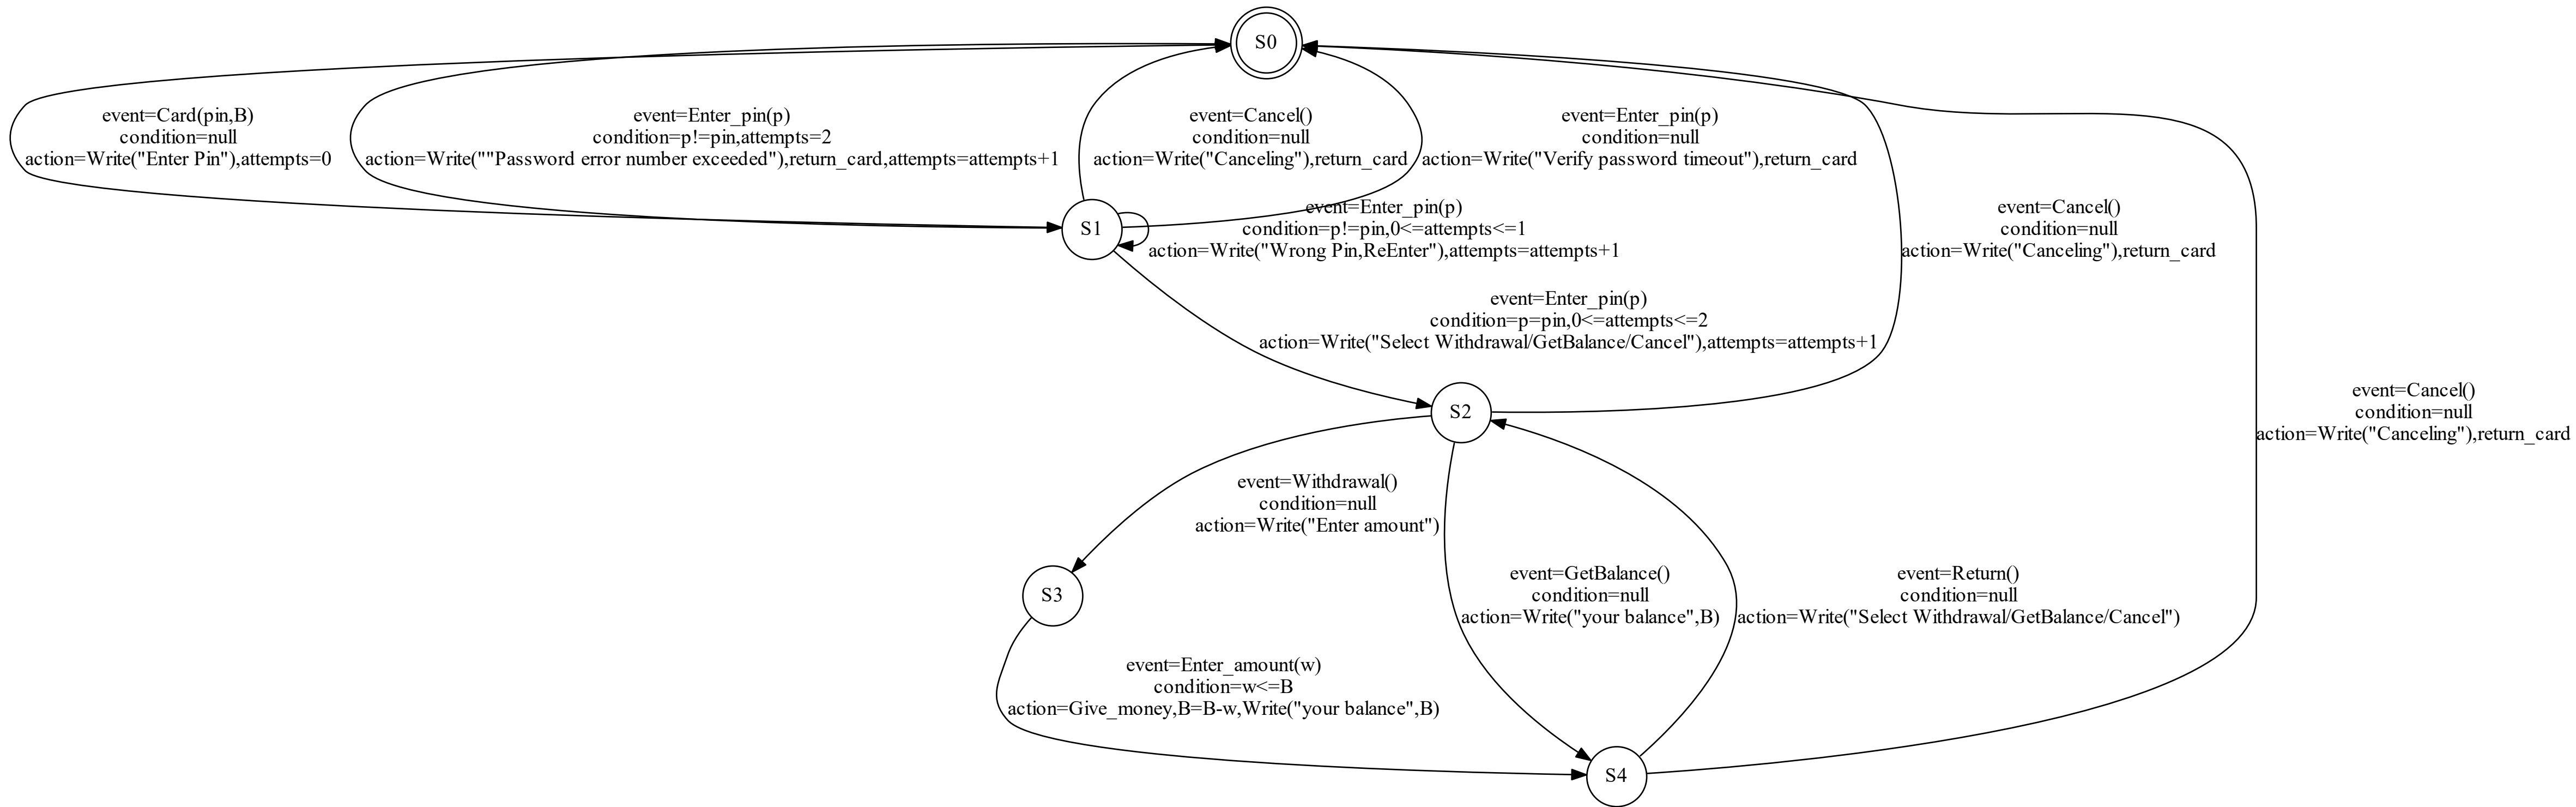 S0
event=Card(pin,B)
condition=null
action=Write("Enter Pin"),attempts=0
event=Enter_pin(p)
condition=p!=pin,attempts=2
action=Write(""Password error number exceeded"),return_card,attempts=attempts+1
event=Cancel()
condition=null
action=Write("Canceling"),return_card
event=Enter_pin(p)
condition=null
action=Write("Verify password timeout"),return_card
S1
event=Enter_pin(p)
condition=p!=pin,0<=attempts<=1
action=Write("Wrong Pin,ReEnter"),attempts=attempts+1
event=Cancel()
condition=null
action=Write("Canceling"),return_card
event=Enter_pin(p)
condition=p=pin,0<=attempts<=2
action=Write("Select Withdrawal/GetBalance/Cancel"),attempts=attempts+1
S2
event=Cancel()
condition=null
action=Write("Canceling"),return_card
event=Withdrawal()
condition=null
action=Write("Enter amount")
S3
event=GetBalance()
condition=null
action=Write("your balance",B)
event=Return()
condition=null
action=Write("Select Withdrawal/GetBalance/Cancel")
event=Enter_amount(w)
condition=w<=B
action=Give_money,B=B-w,Write("your balance",B)
S4